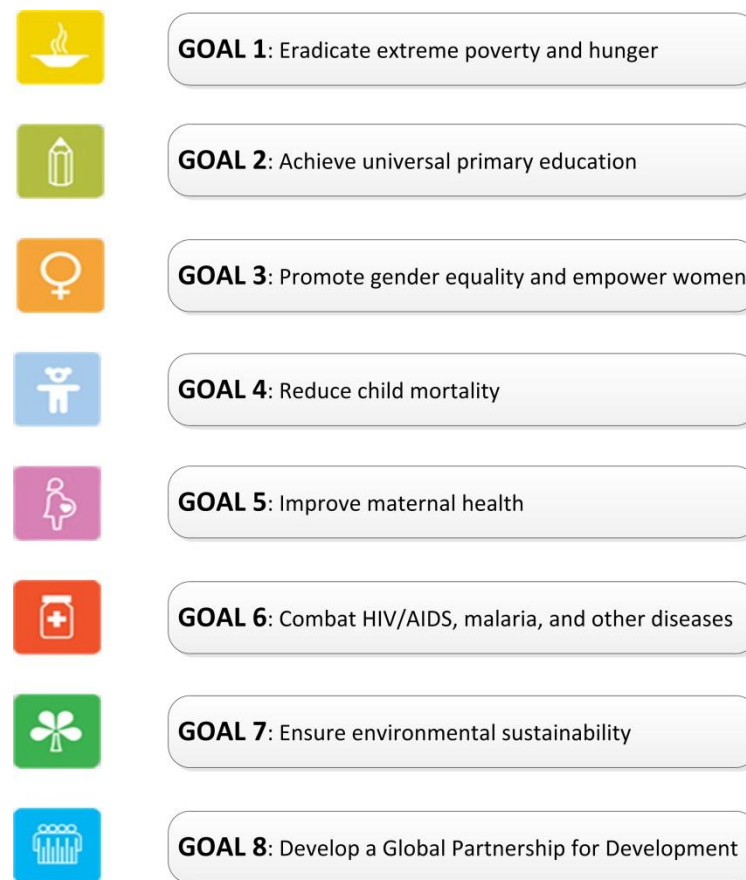 GOAL 1: Eradicate extreme poverty and hunger
GOAL 2: Achieve universal primary education
GOAL 3: Promote gender equality and empower women
GOAL 4: Reduce child mortality
GOAL 5: Improve maternal health
GOAL 6: Combat HIV/AIDS, malaria, and other diseases
GOAL 7: Ensure environmental sustainability
GOAL 8: Develop a Global Partnership for Development